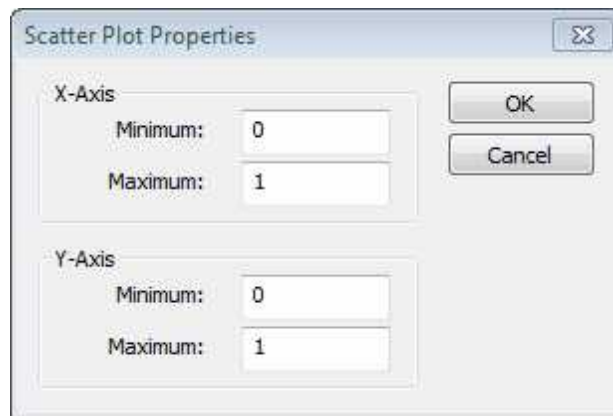 Scatter Plot Properties
X-Axis
Minimum: 0
Maximum: 1
OK
Cancel
Y-Axis
Minimum: 0
Maximum: 1